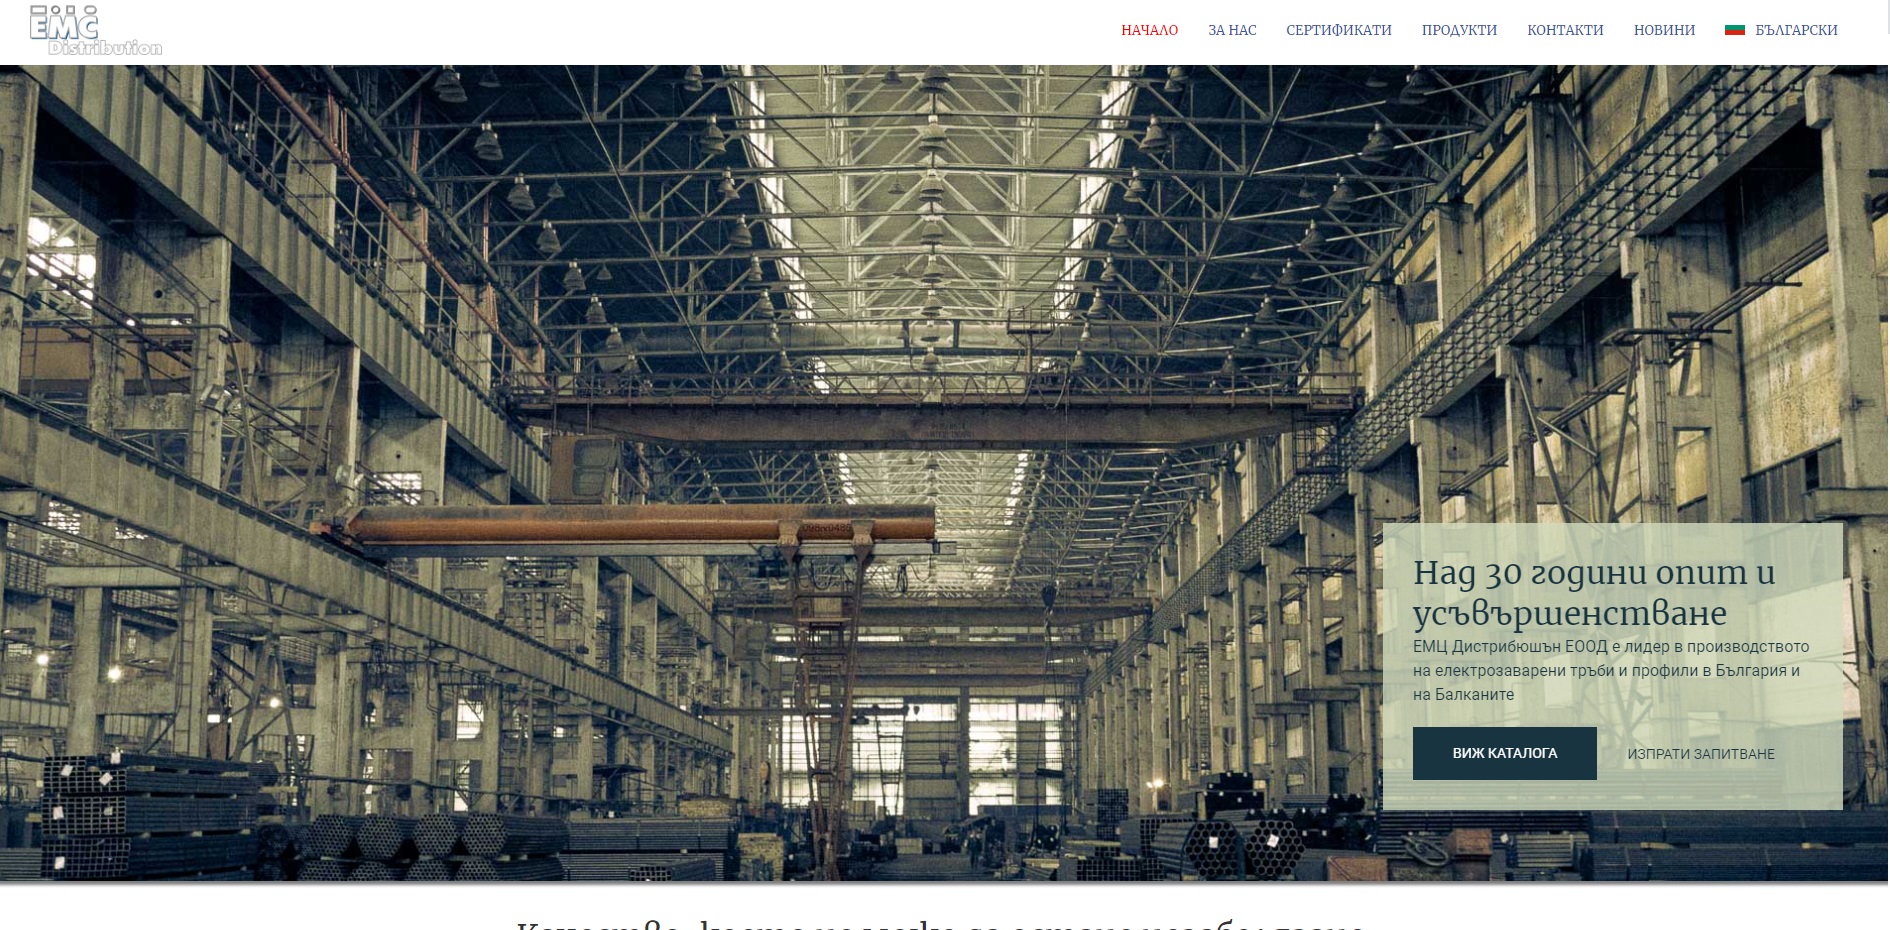 EMC
Distribution
НАЧАЛО ЗА НАС СЕРТИФИКАТИ ПРОДУКТИ КОНТАКТИ НОВИНИ БЪЛГАРСКИ
Над 30 години опит и
усъвършенстване
ЕМЦ Дистрибюшън ЕООД е лидер в производството
на електрозаварени тръби и профили в България и
на Балканите
ВИЖ КАТАЛОГА ИЗПРАТИ ЗАПИТВАНЕ